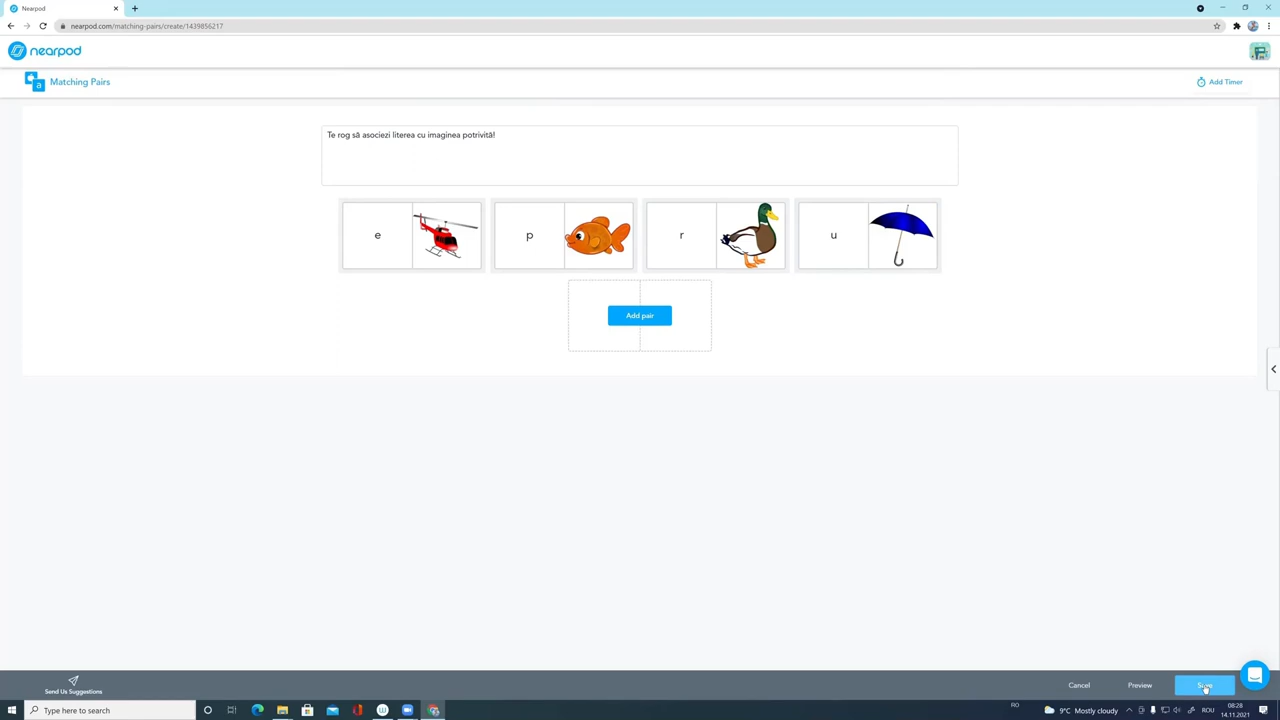 Nearpod
nearpod.com/matching-pairs/create/1439856217
nearpod
Matching Pairs
Add Timer
Te rog să asociezi literea cu imaginea potrivită!
e
p
r
u
Add pair
Send Us Suggestions
Cancel
Preview
Save
Type here to search
RO
9°C Mostly cloudy
ROU
08:28
14.11.2021